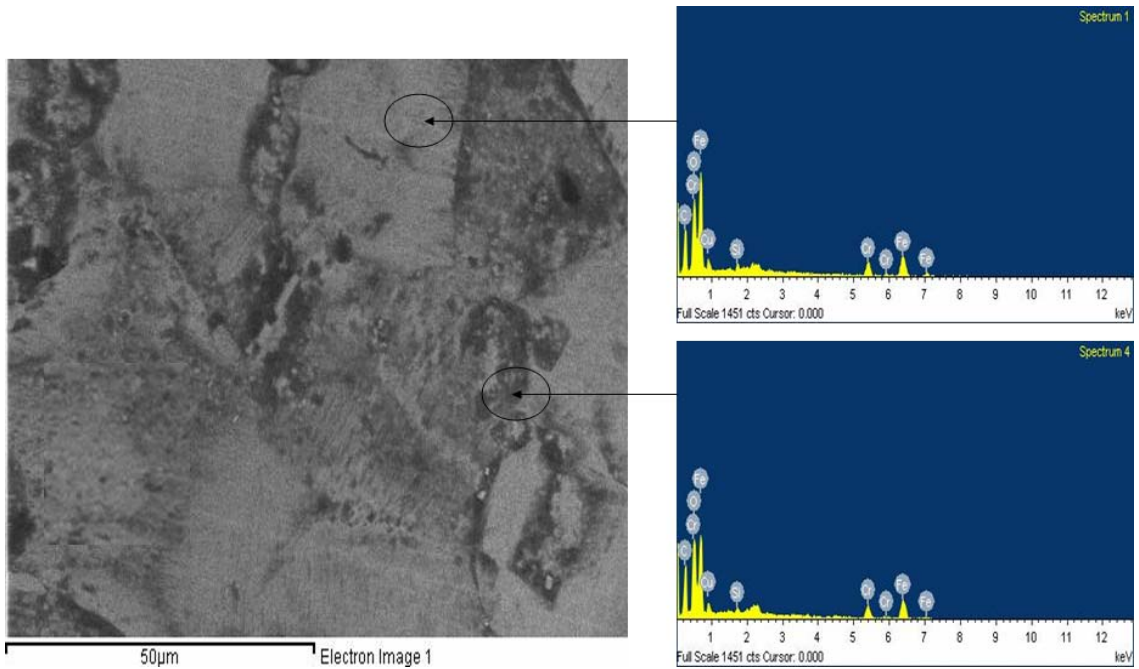 Spectrum 1
Fe
O
Cr
C
Cu
Si
Cr
Cr
Fe
Fe
1 2 3 4 5 6 7 8 9 10 11 12
Full Scale 1451 cts Cursor: 0.000 keV
Spectrum 4
Fe
O
Cr
C
Cu
Si
Cr
Cr
Fe
Fe
1 2 3 4 5 6 7 8 9 10 11 12
Full Scale 1451 cts Cursor: 0.000 keV
50µm Electron Image 1